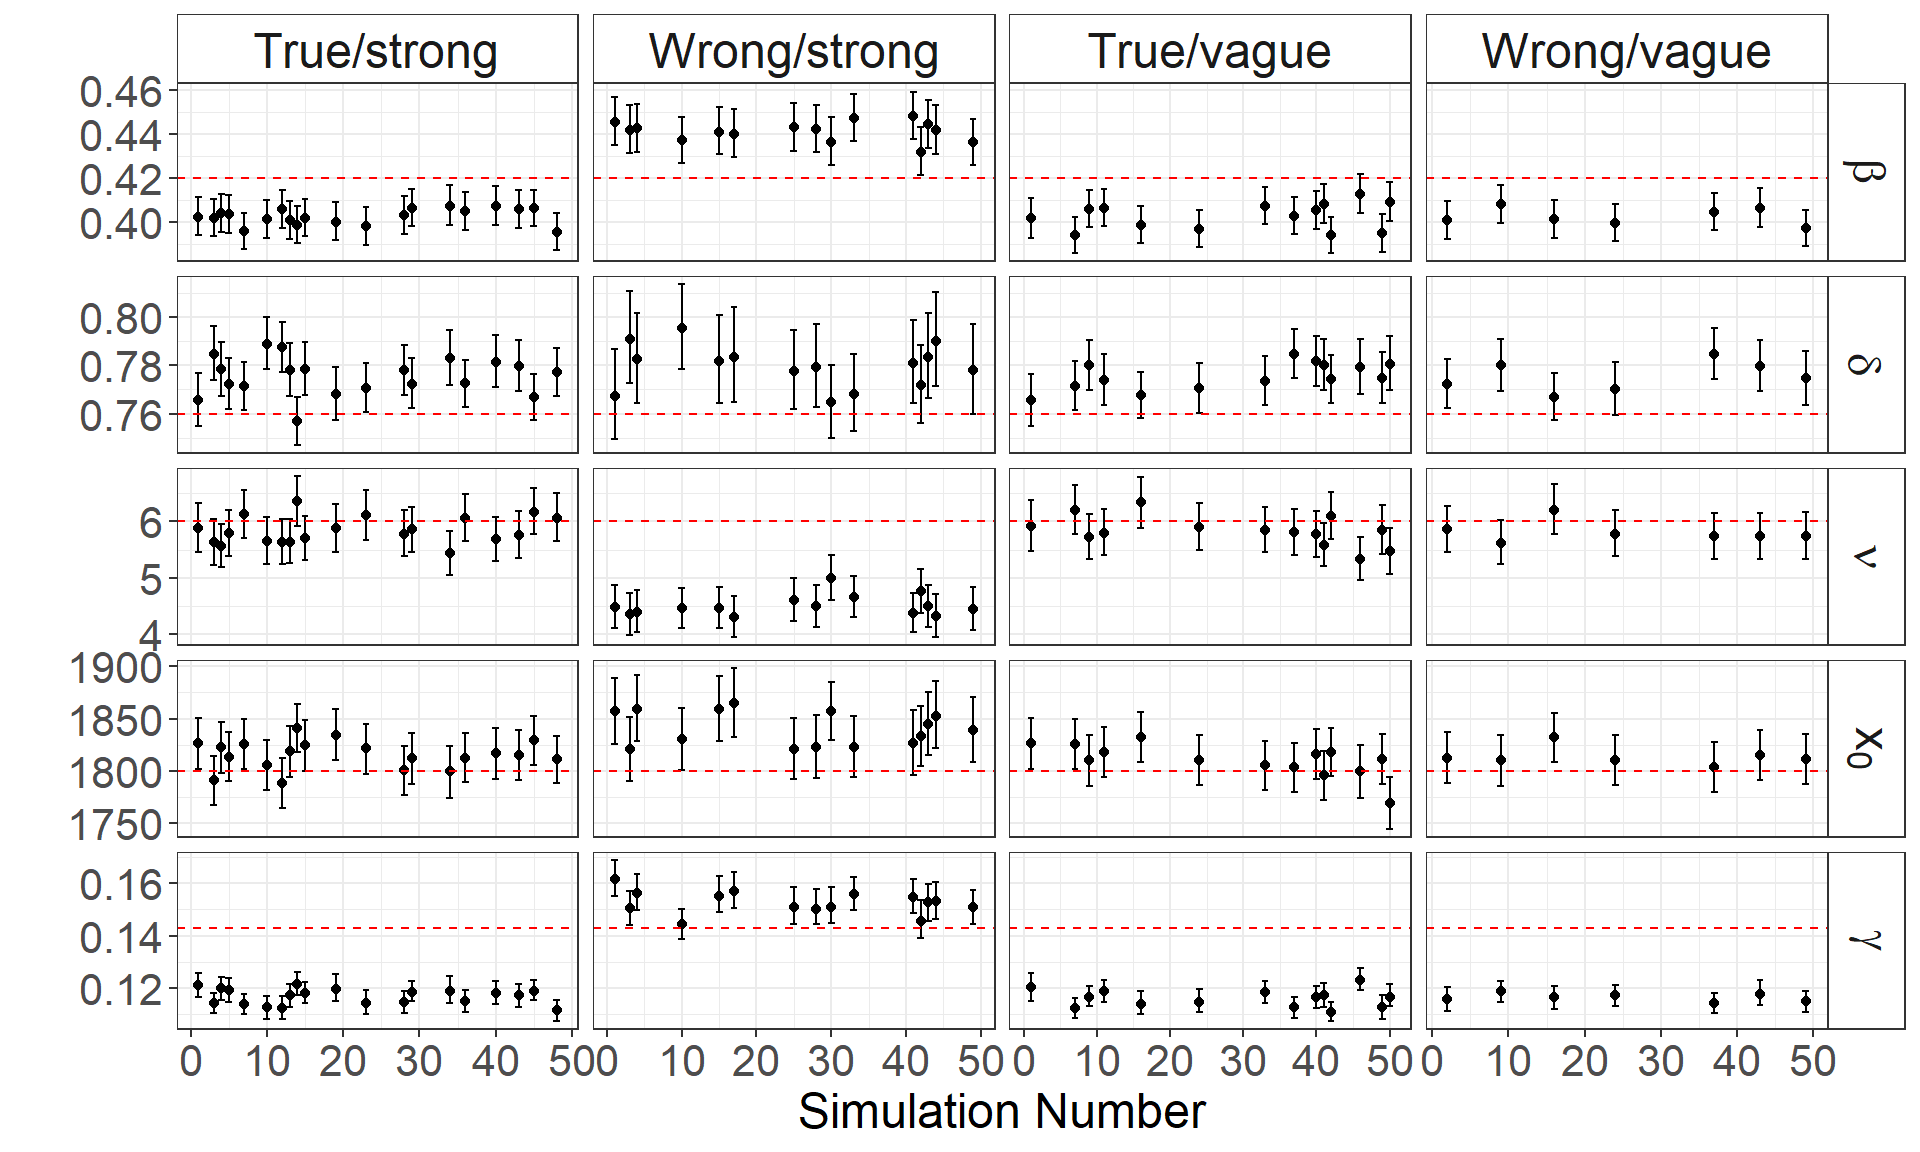 True/strong Wrong/strong True/vague Wrong/vague
0.46
0.44
0.42
0.40
β
0.80
0.78
0.76
δ
6
5
4
ν
1900
1850
1800
1750
x₀
0.16
0.14
0.12
γ
0 10 20 30 40 50 0 10 20 30 40 50 0 10 20 30 40 50 0 10 20 30 40 50
Simulation Number